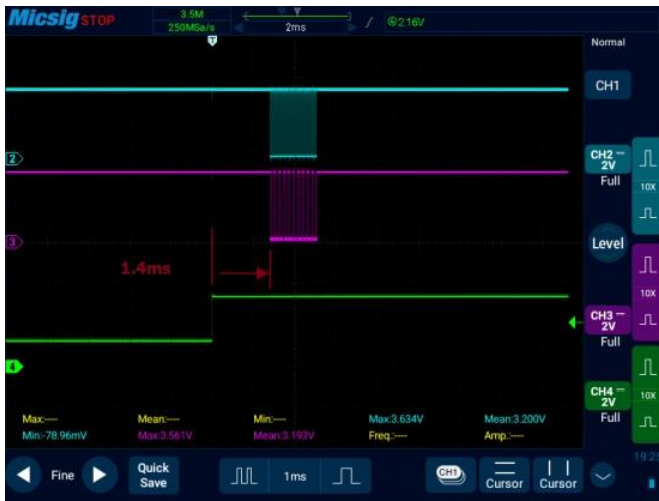 Micsig STOP
3.5M
250MSa/s
2ms
2.16V
T
Normal
CH1
2
CH2
2V
Full
10X
3
Level
1.4ms
10X
CH3
2V
Full
4
10X
CH4
2V
Full
Max:---- Mean:---- Min:---- Max:3.634V Mean:3.200V
Min:-78.96mV Max:3.561V Mean:3.193V Freq.:---- Amp.:----
19:25
Fine
Quick
Save
1ms
CH1
Cursor
Cursor